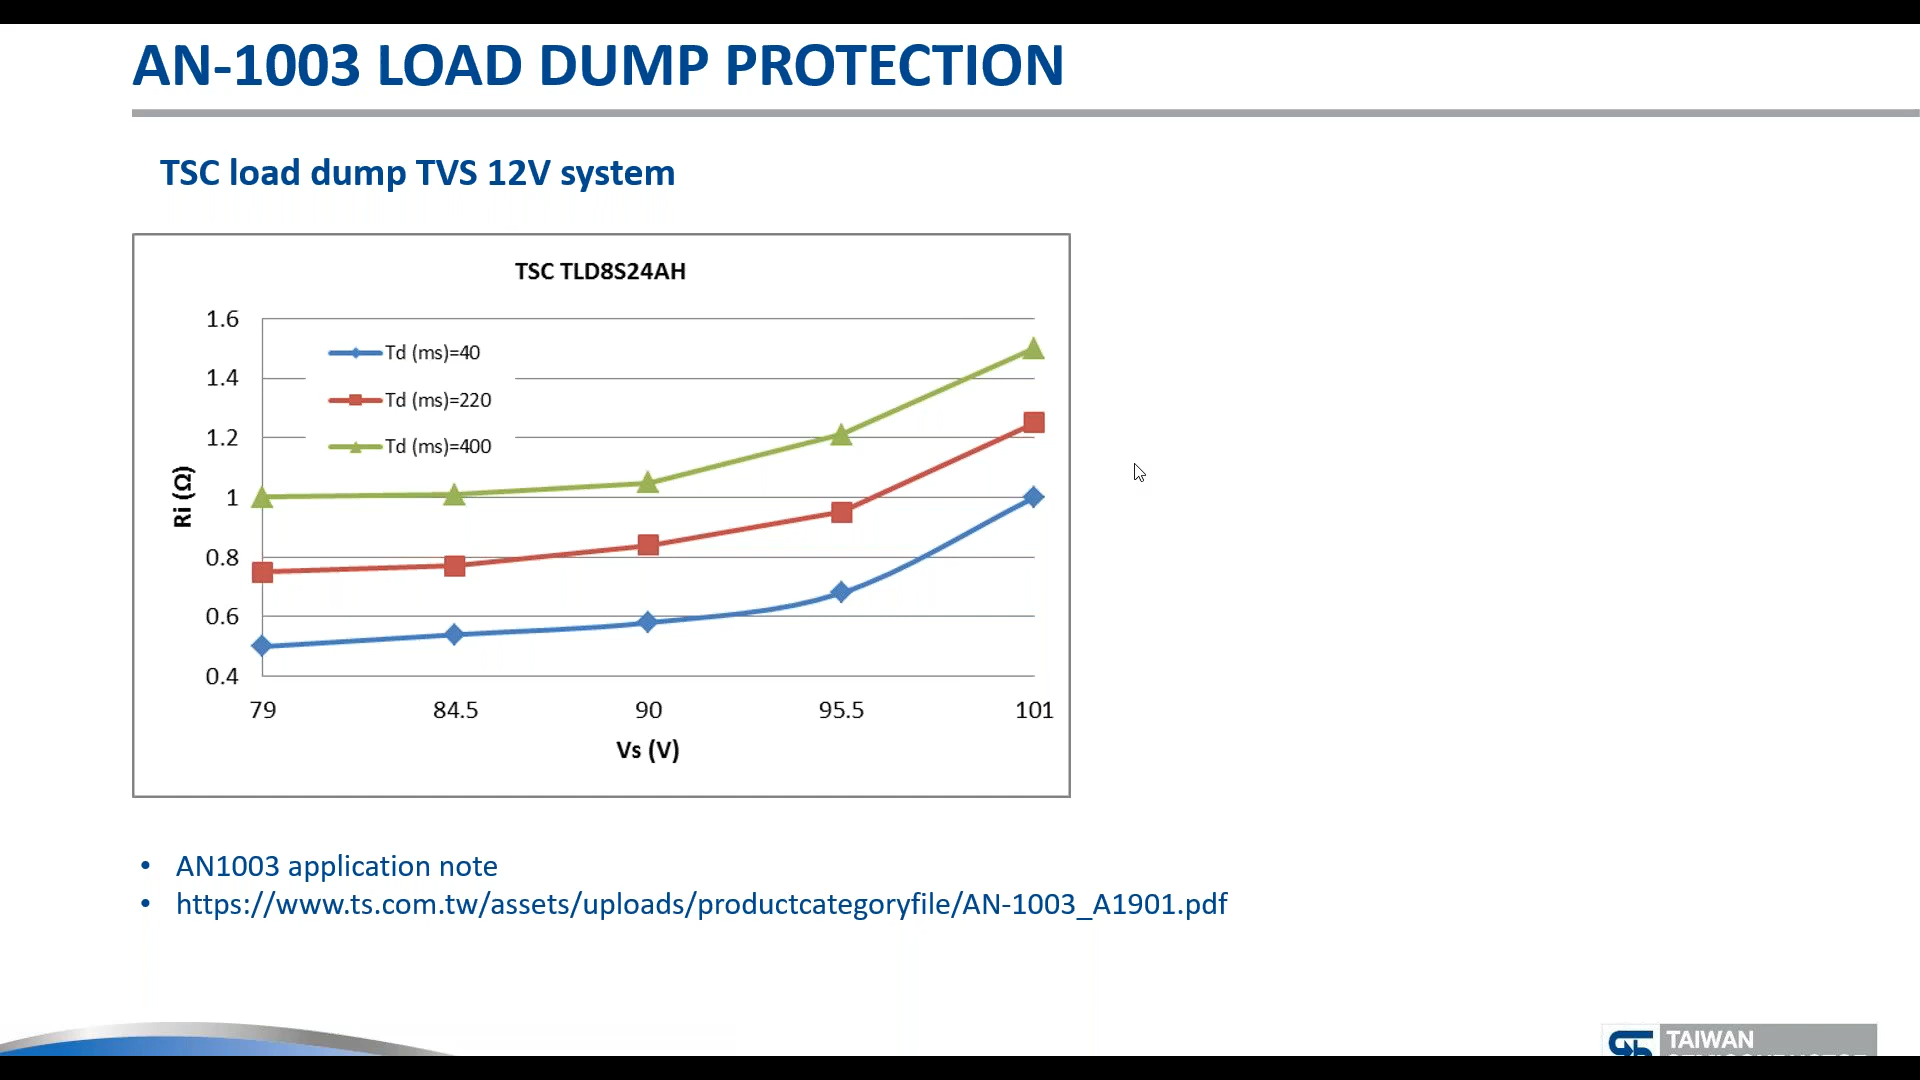 AN-1003 LOAD DUMP PROTECTION
TSC load dump TVS 12V system
TSC TLD8S24AH
1.6
1.4
1.2
1
0.8
0.6
0.4
Ri (Ω)
Td (ms)=40
Td (ms)=220
Td (ms)=400
79 84.5 90 95.5 101
Vs (V)
• AN1003 application note
• https://www.ts.com.tw/assets/uploads/productcategoryfile/AN-1003_A1901.pdf
TAIWAN